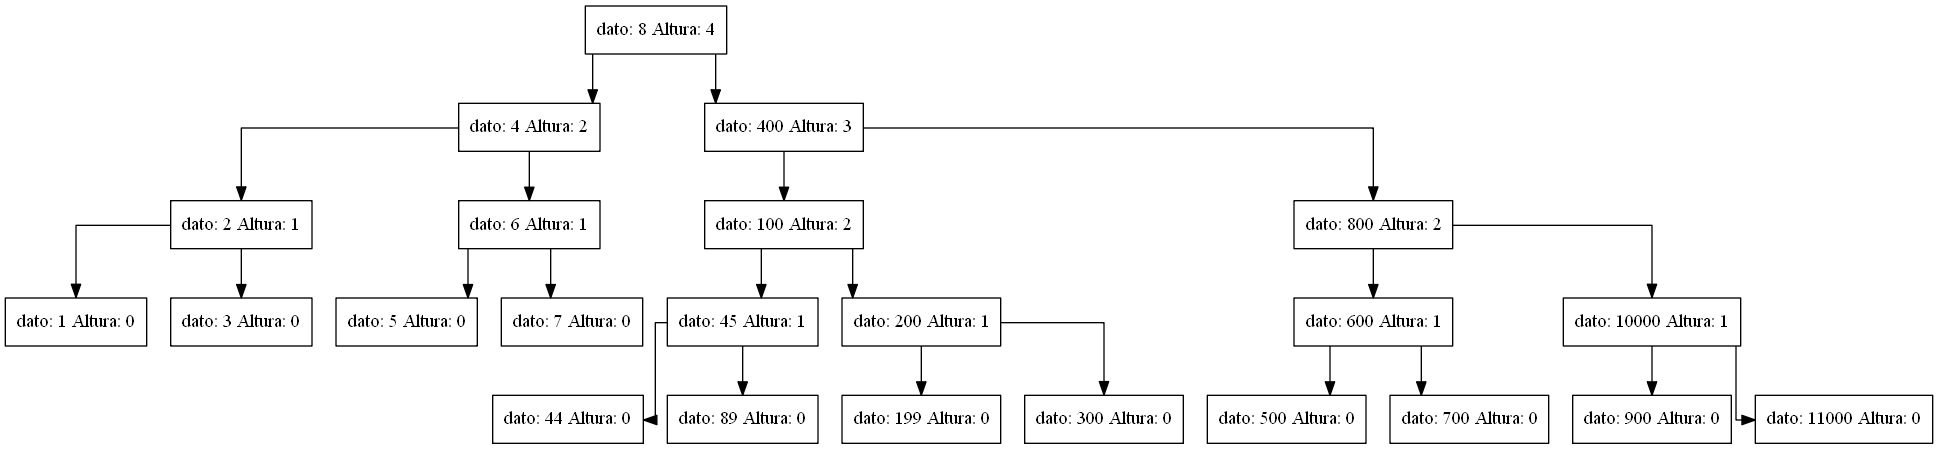 dato: 8 Altura: 4
dato: 4 Altura: 2
dato: 400 Altura: 3
dato: 2 Altura: 1
dato: 6 Altura: 1
dato: 100 Altura: 2
dato: 800 Altura: 2
dato: 1 Altura: 0
dato: 3 Altura: 0
dato: 5 Altura: 0
dato: 7 Altura: 0
dato: 45 Altura: 1
dato: 200 Altura: 1
dato: 600 Altura: 1
dato: 10000 Altura: 1
dato: 44 Altura: 0
dato: 89 Altura: 0
dato: 199 Altura: 0
dato: 300 Altura: 0
dato: 500 Altura: 0
dato: 700 Altura: 0
dato: 900 Altura: 0
dato: 11000 Altura: 0